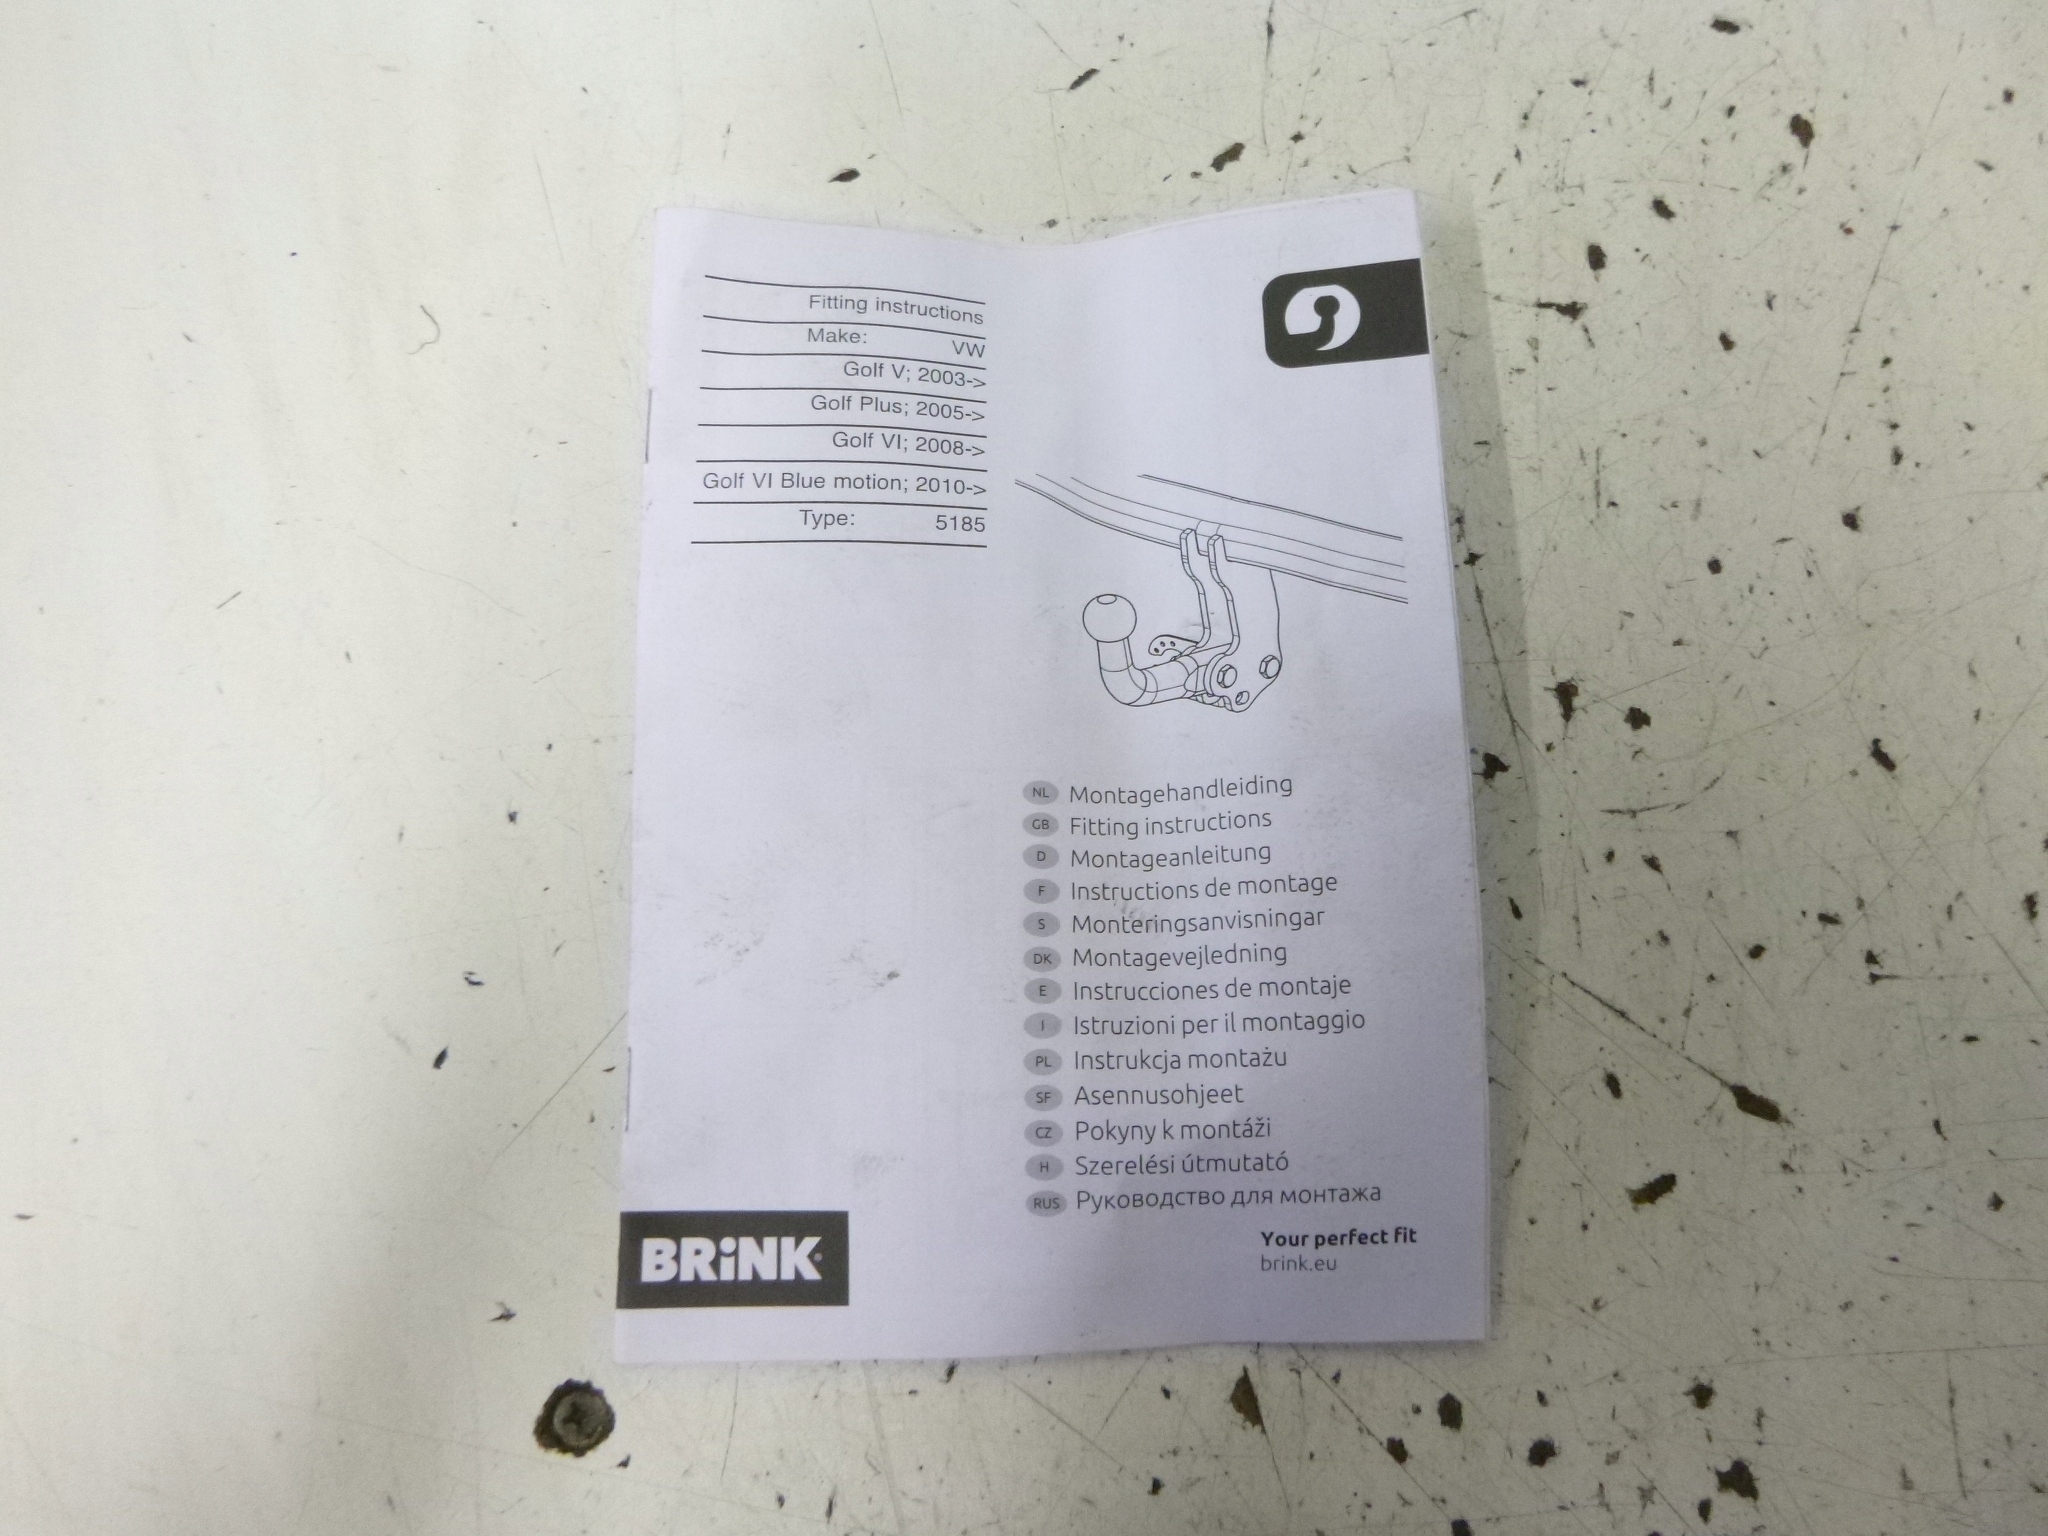 Fitting instructions
Make: VW
Golf V; 2003->
Golf Plus; 2005->
Golf VI; 2008->
Golf VI Blue motion; 2010->
Type: 5185
NL Montagehandleiding
GB Fitting instructions
D Montageanleitung
F Instructions de montage
S Monteringsanvisningar
DK Montagevejledning
E Instrucciones de montaje
I Istruzioni per il montaggio
PL Instrukcja montażu
SF Asennusohjeet
CZ Pokyny k montáži
H Szerelési útmutató
RUS Руководство для монтажа
Your perfect fit
brink.eu
BRiNK